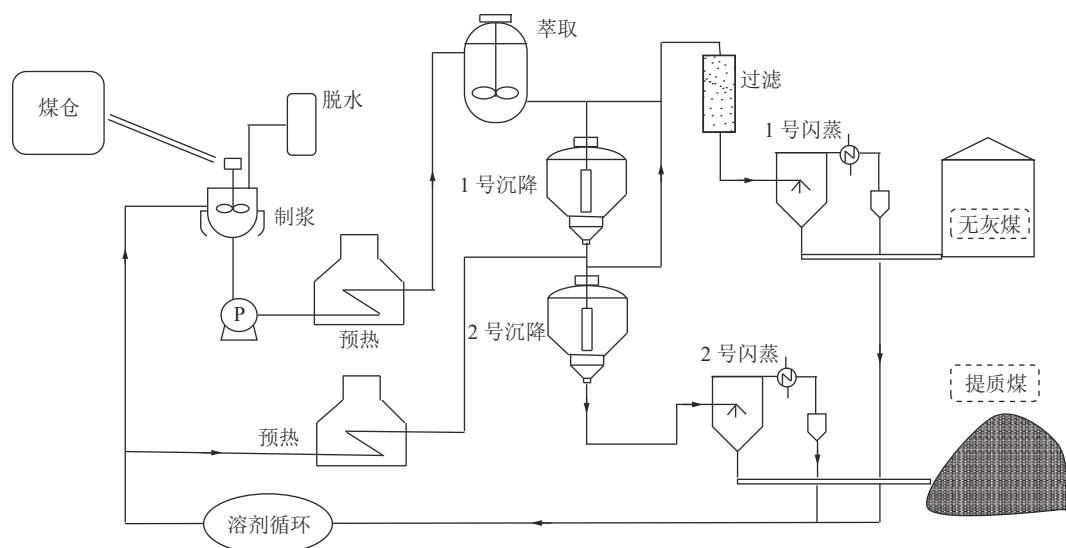 萃取
煤仓
脱水
过滤
1 号闪蒸
1 号沉降
制浆
无灰煤
P
预热
2 号沉降
2 号闪蒸
提质煤
预热
溶剂循环